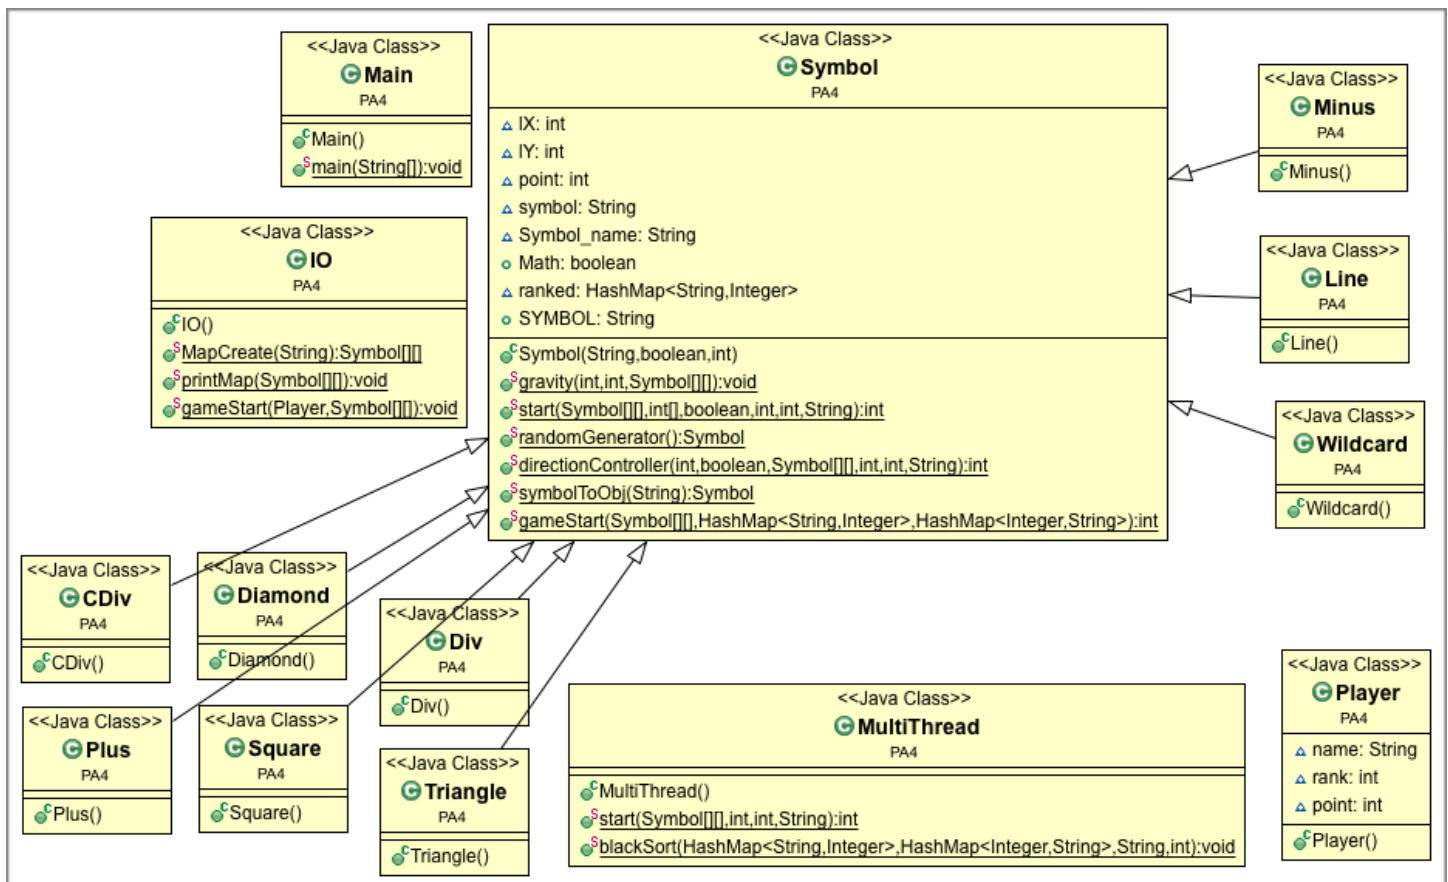 <<Java Class>>
Main
PA4
Main()
main(String[]):void
<<Java Class>>
Symbol
PA4
IX: int
IY: int
point: int
symbol: String
Symbol_name: String
Math: boolean
ranked: HashMap<String,Integer>
SYMBOL: String
Symbol(String,boolean,int)
gravity(int,int,Symbol[][]):void
start(Symbol[][],int[],boolean,int,int,String):int
randomGenerator():Symbol
directionController(int,boolean,Symbol[][],int,int,String):int
symbolToObj(String):Symbol
gameStart(Symbol[][],HashMap<String,Integer>,HashMap<Integer,String>):int
<<Java Class>>
Minus
PA4
Minus()
<<Java Class>>
IO
PA4
IO()
MapCreate(String):Symbol[][]
printMap(Symbol[][]):void
gameStart(Player,Symbol[][]):void
<<Java Class>>
Line
PA4
Line()
<<Java Class>>
Wildcard
PA4
Wildcard()
<<Java Class>>
CDiv
PA4
CDiv()
<<Java Class>>
Diamond
PA4
Diamond()
<<Java Class>>
Div
PA4
Div()
<<Java Class>>
Plus
PA4
Plus()
<<Java Class>>
Square
PA4
Square()
<<Java Class>>
Triangle
PA4
Triangle()
<<Java Class>>
MultiThread
PA4
MultiThread()
start(Symbol[][],int,int,String):int
blackSort(HashMap<String,Integer>,HashMap<Integer,String>,String,int):void
<<Java Class>>
Player
PA4
name: String
rank: int
point: int
Player()